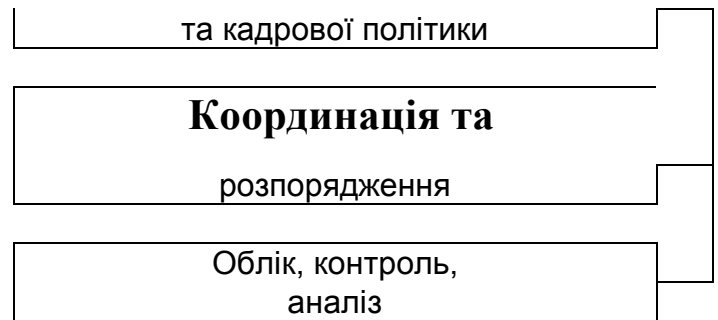 та кадрової політики
Координація та
розпорядження
Облік, контроль,
аналіз